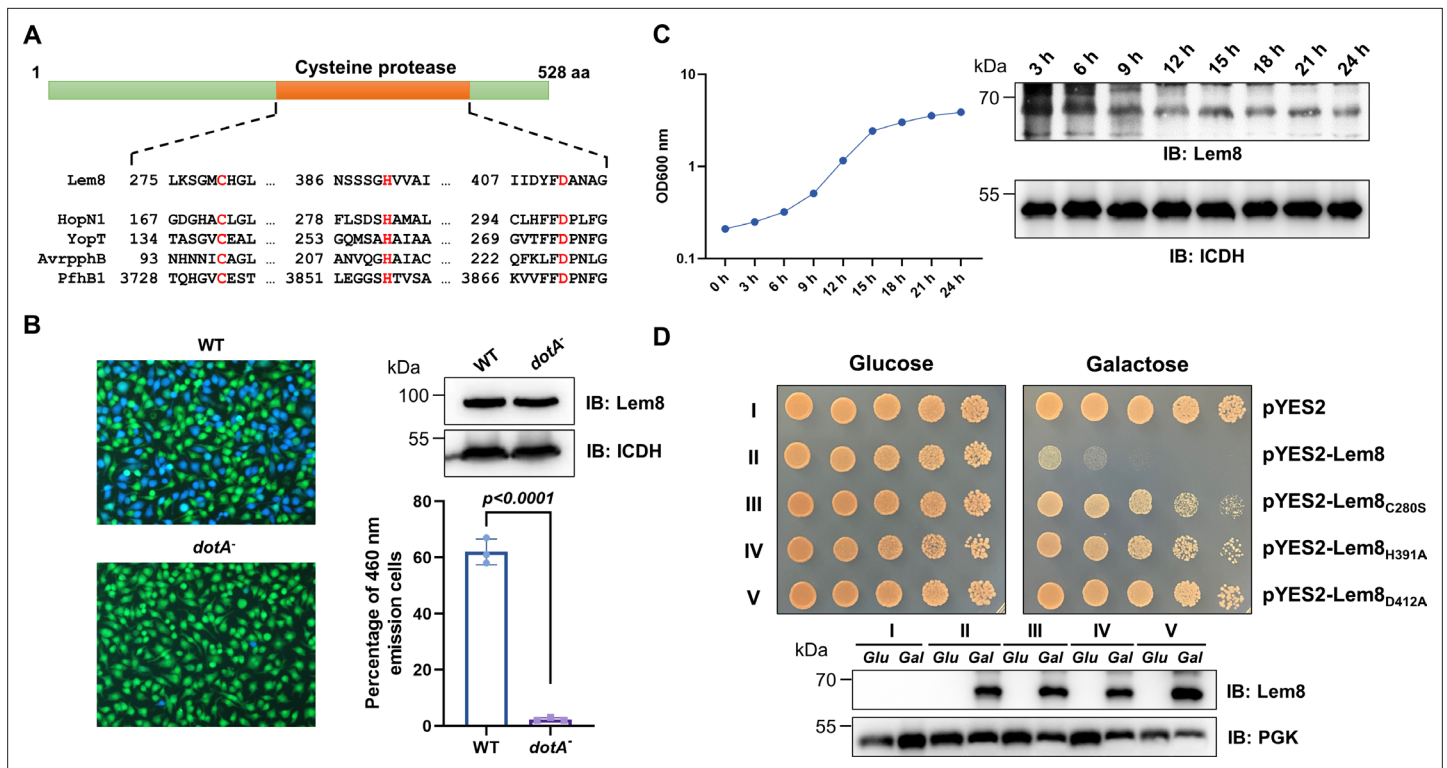 A
1 Cysteine protease 528 aa
Lem8 275 LKSGMCHGL … 386 NSSSGHVVAI … 407 IIDYFDANAG
HopN1 167 GDGHACLGL … 278 FLSDSHAMAL … 294 CLHFFDPLFG
YopT 134 TASGVCEAL … 253 GQMSAHAIAA … 269 GVTFFDPNFG
AvrpphB 93 NHNNICAGL … 207 ANVQGHAIAC … 222 QFKLFDPNLG
PfhB1 3728 TQHGVCEST … 3851 LEGGSHTVSA … 3866 KVVFFDPNFG
B
WT
dotA-
kDa
WT dotA-
100
IB: Lem8
55
IB: ICDH
Percentage of 460 nm
emission cells
p<0.0001
80
60
40
20
0
WT dotA-
C
OD600 nm
10
1
0.1
0 h 3 h 6 h 9 h 12 h 15 h 18 h 21 h 24 h
kDa
3 h 6 h 9 h 12 h 15 h 18 h 21 h 24 h
70
IB: Lem8
55
IB: ICDH
D
Glucose Galactose
I pYES2
II pYES2-Lem8
III pYES2-Lem8C280S
IV pYES2-Lem8H391A
V pYES2-Lem8D412A
I II III IV V
kDa Glu Gal Glu Gal Glu Gal Glu Gal Glu Gal
70
IB: Lem8
55
IB: PGK